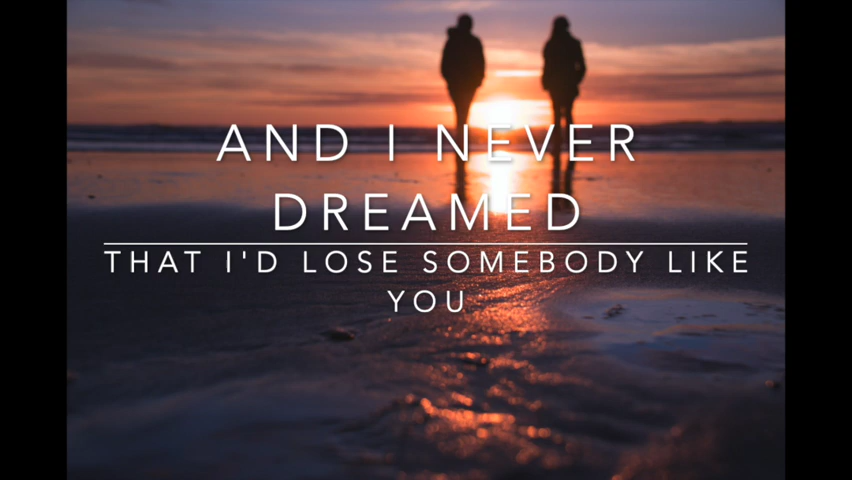 AND I NEVER
DREAMED
THAT I'D LOSE SOMEBODY LIKE
YOU